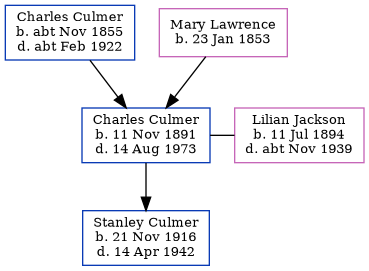 Charles Culmer
b. abt Nov 1855
d. abt Feb 1922
Mary Lawrence
b. 23 Jan 1853
Charles Culmer
b. 11 Nov 1891
d. 14 Aug 1973
Lilian Jackson
b. 11 Jul 1894
d. abt Nov 1939
Stanley Culmer
b. 21 Nov 1916
d. 14 Apr 1942